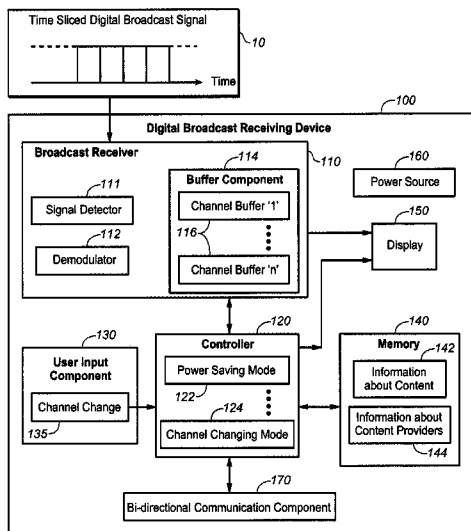 Time Sliced Digital Broadcast Signal
10
Time
100
Digital Broadcast Receiving Device
Broadcast Receiver
110
111
Signal Detector
112
Demodulator
114
Buffer Component
Channel Buffer '1'
116
Channel Buffer 'n'
160
Power Source
150
Display
130
User Input
Component
Channel Change
135
120
Controller
Power Saving Mode
122
124
Channel Changing Mode
140
Memory
142
Information
about Content
Information about
Content Providers
144
170
Bi-directional Communication Component